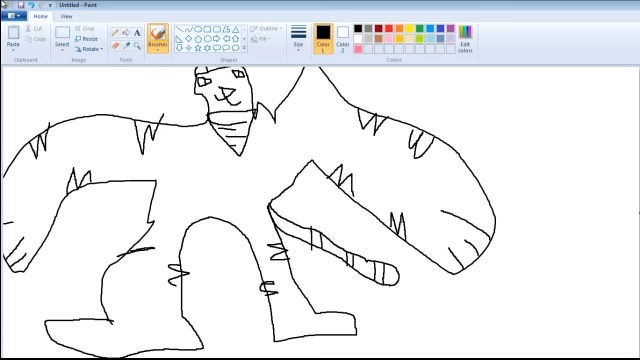 Untitled - Paint
Home View
Paste Cut Copy Select Crop Resize Rotate Brushes Outline Fill Size Color 1 Color 2 Edit colors
Clipboard Image Tools Shapes Colors